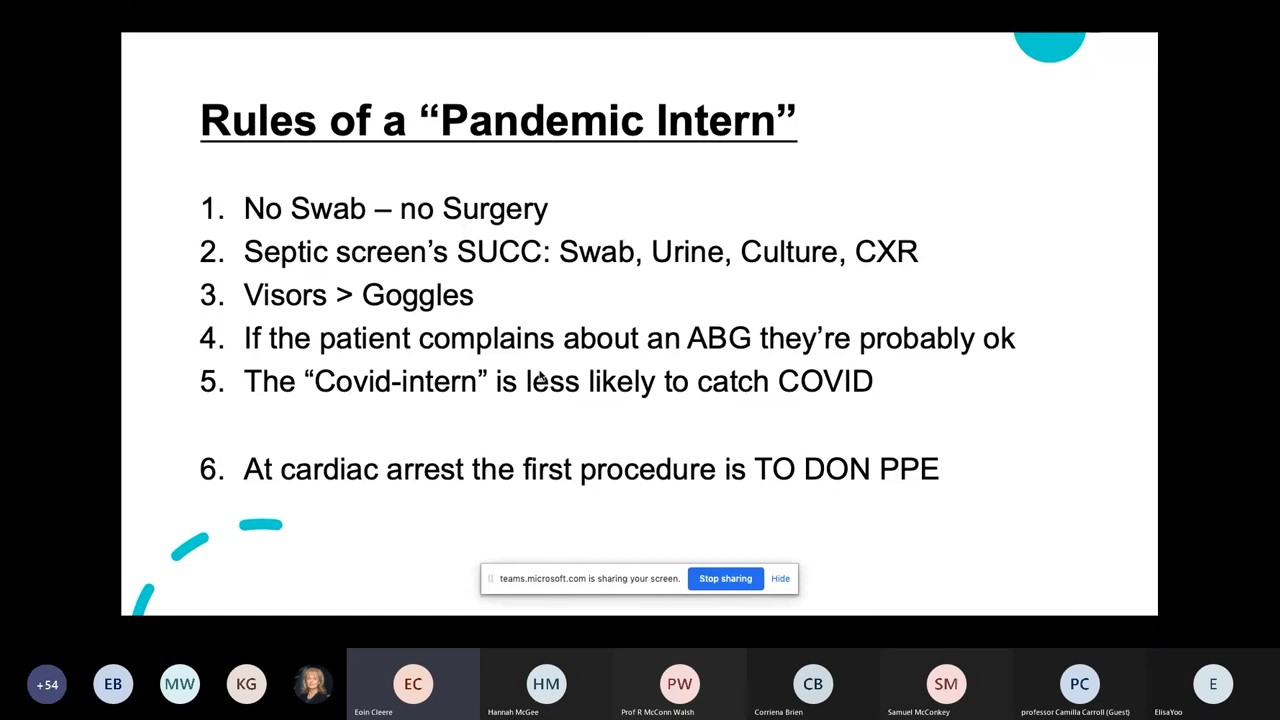 Rules of a “Pandemic Intern”
1. No Swab – no Surgery
2. Septic screen’s SUCC: Swab, Urine, Culture, CXR
3. Visors > Goggles
4. If the patient complains about an ABG they’re probably ok
5. The “Covid-intern” is less likely to catch COVID
6. At cardiac arrest the first procedure is TO DON PPE
teams.microsoft.com is sharing your screen. Stop sharing Hide
+54 EB MW KG EC HM PW CB SM PC E
Eoin Cleere Hannah McGee Prof R McConn Walsh Corriena Brien Samuel McConkey professor Camilla Carroll (Guest) ElisaYoo